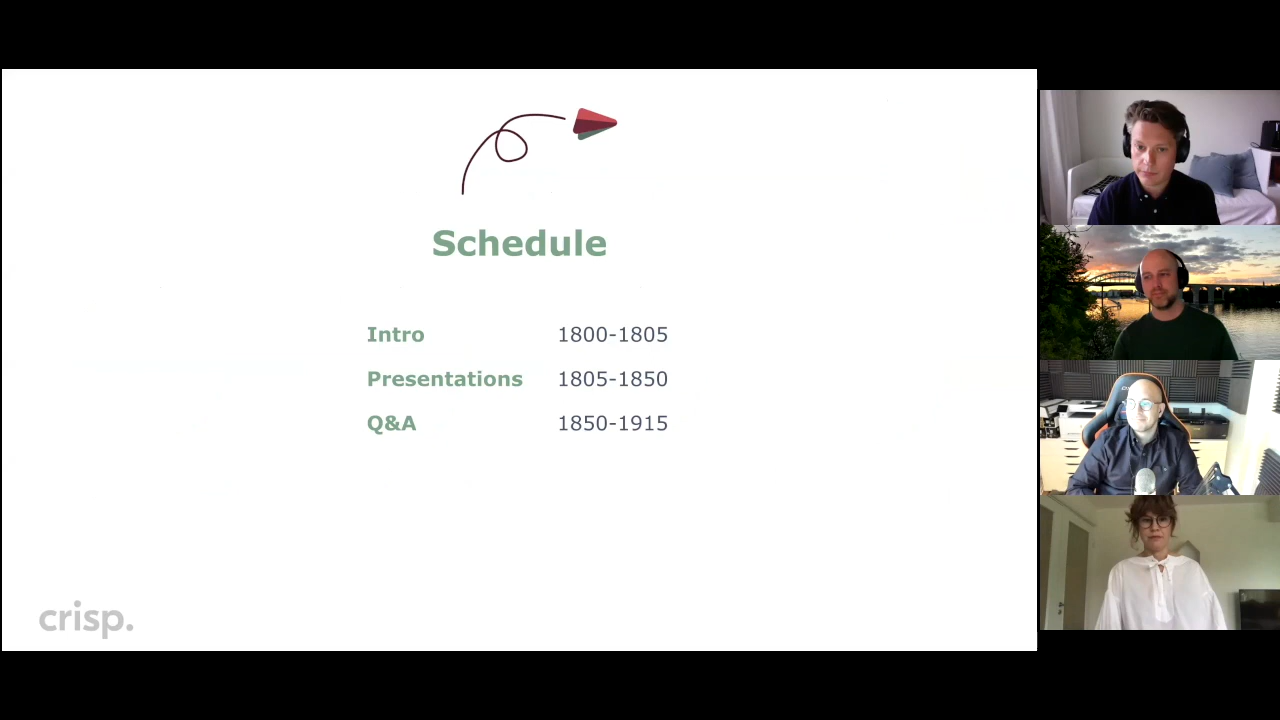 Schedule
Intro 1800-1805
Presentations 1805-1850
Q&A 1850-1915
crisp.